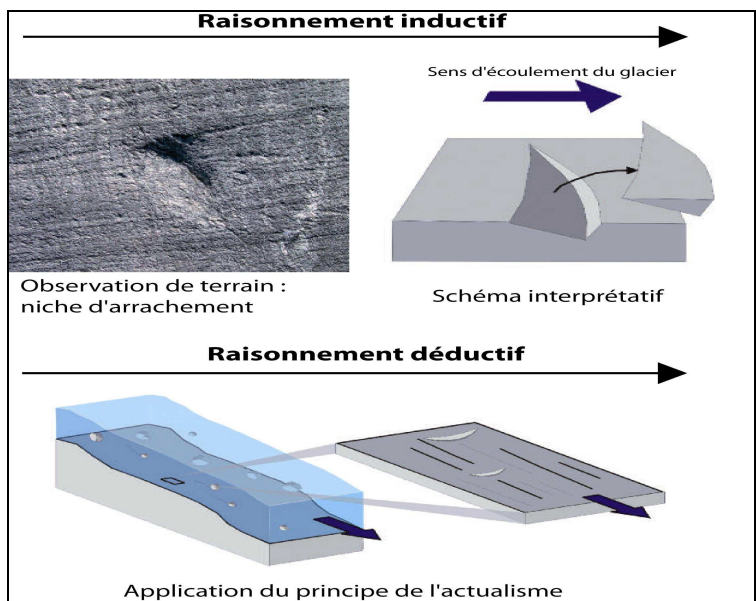 Raisonnement inductif
Sens d'écoulement du glacier
Observation de terrain :
niche d'arrachement
Schéma interprétatif
Raisonnement déductif
Application du principe de l'actualisme